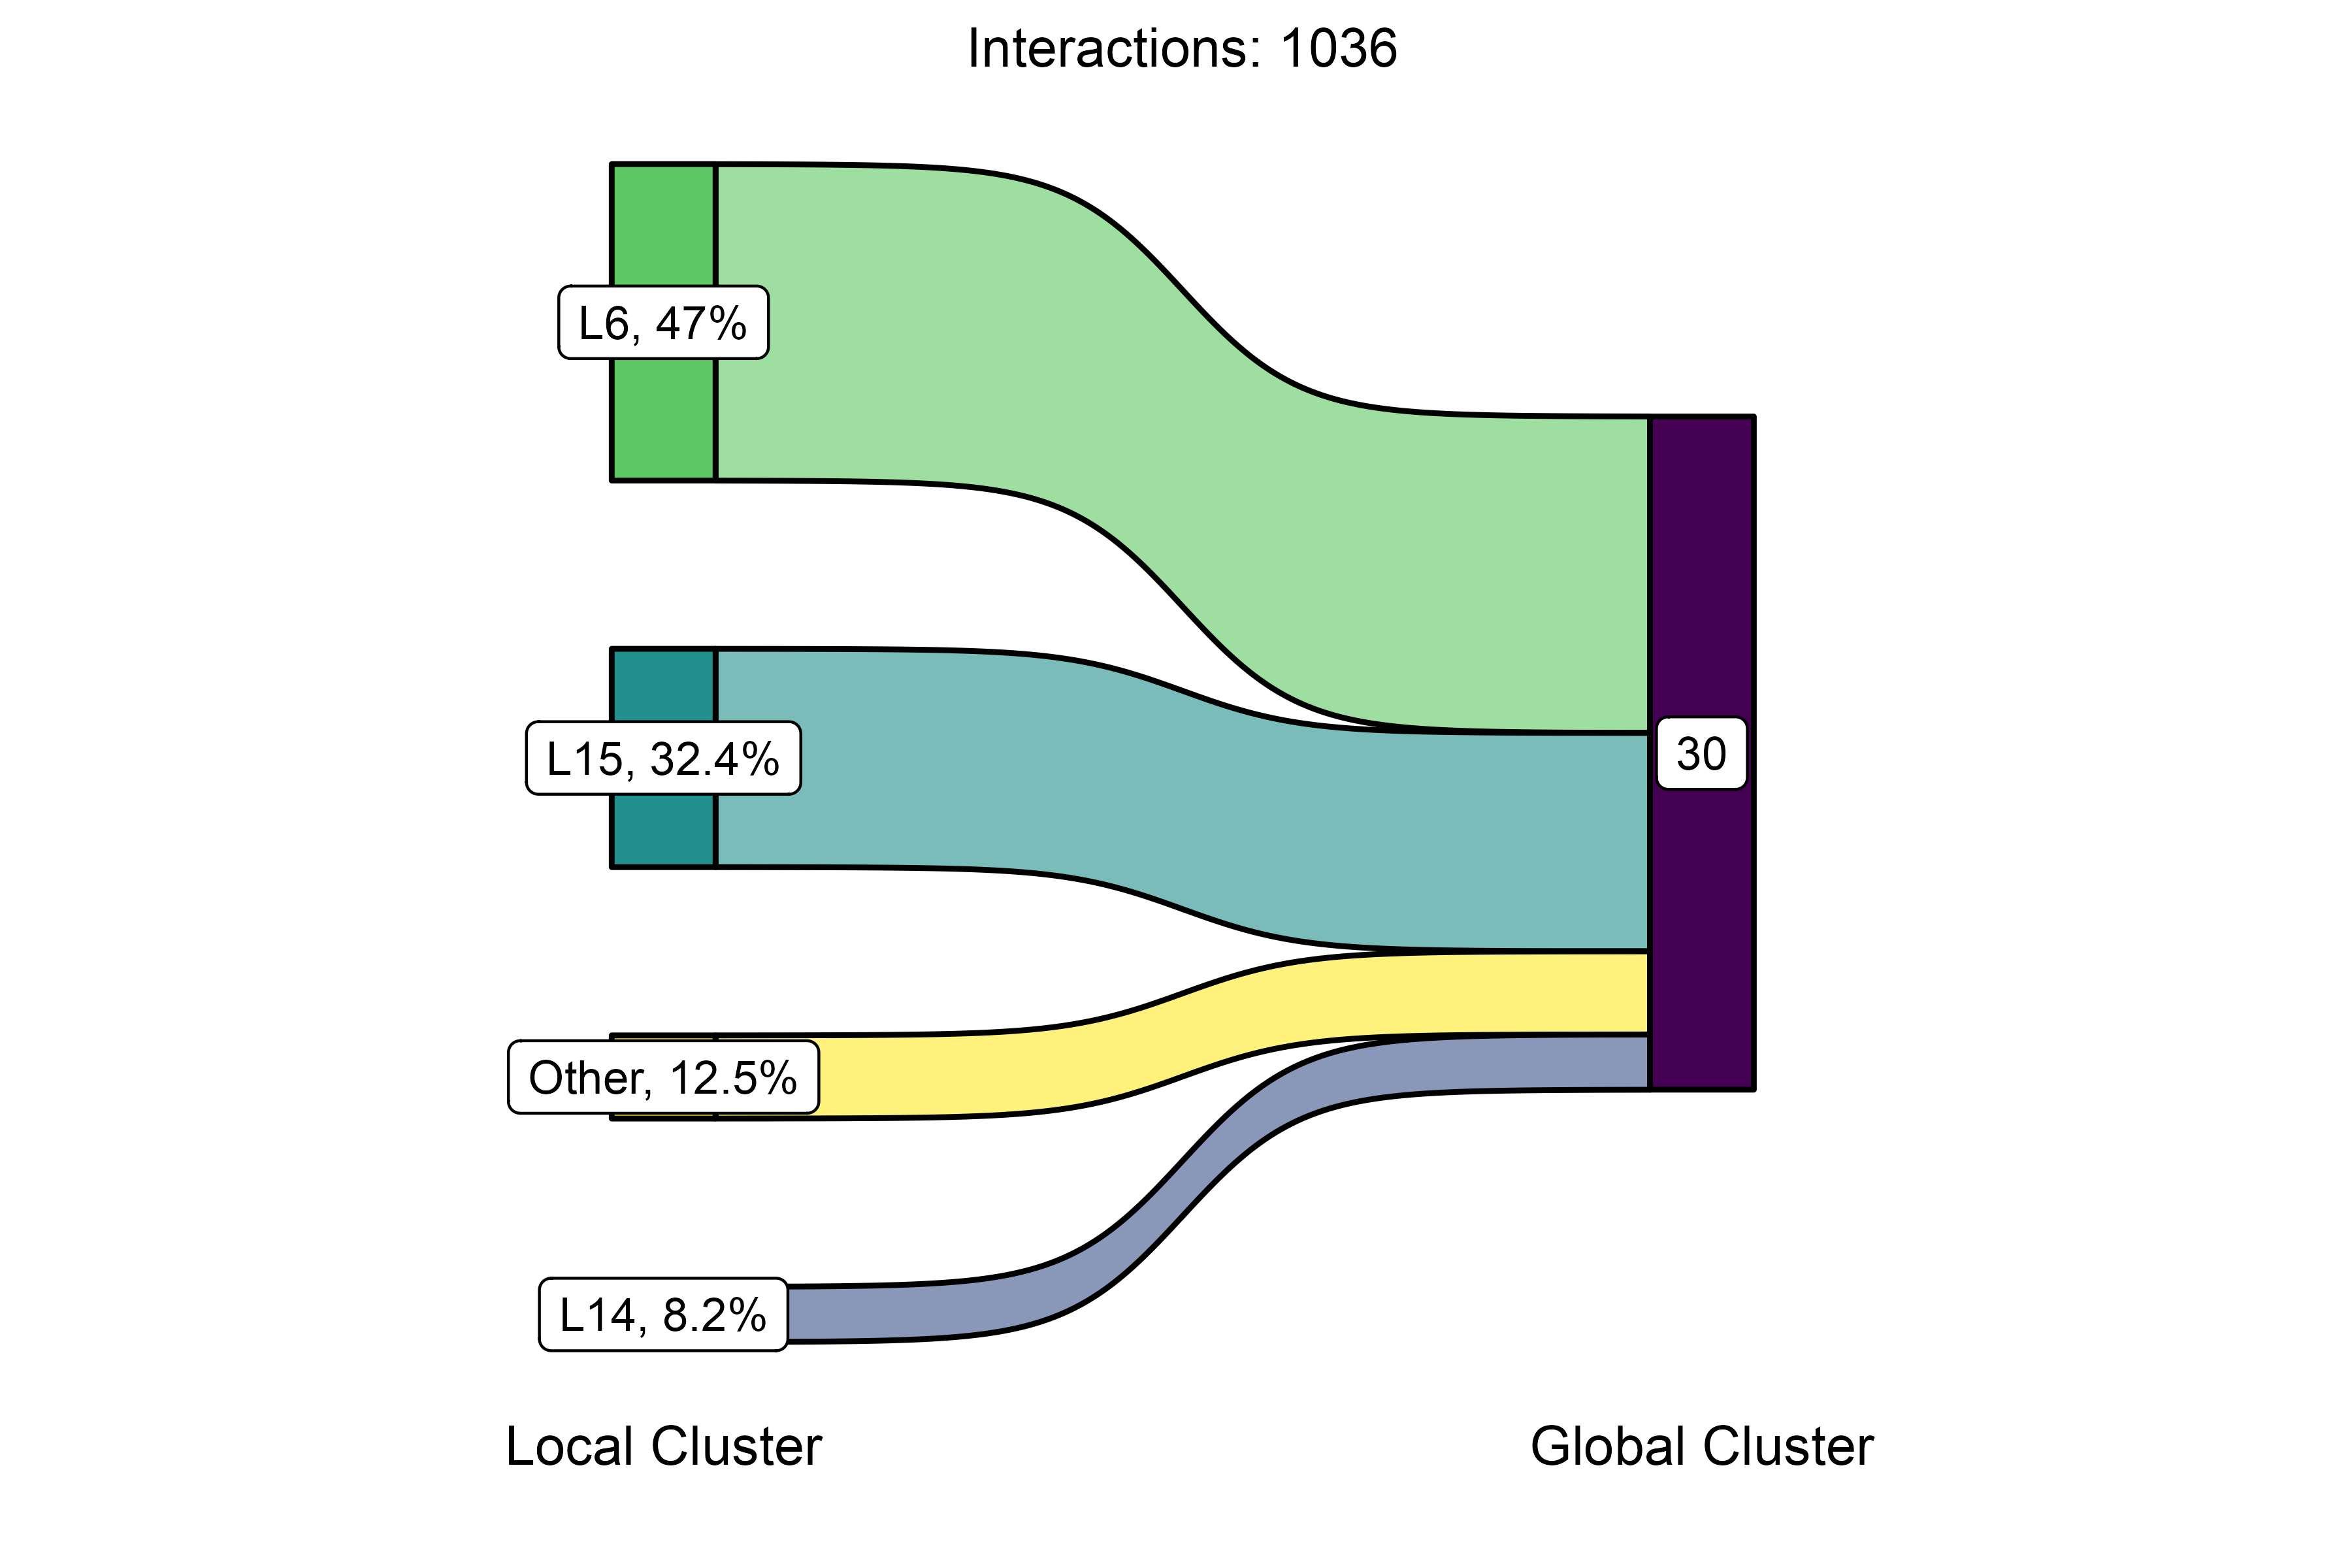 Interactions: 1036
L6, 47%
L15, 32.4%
30
Other, 12.5%
L14, 8.2%
Local Cluster
Global Cluster